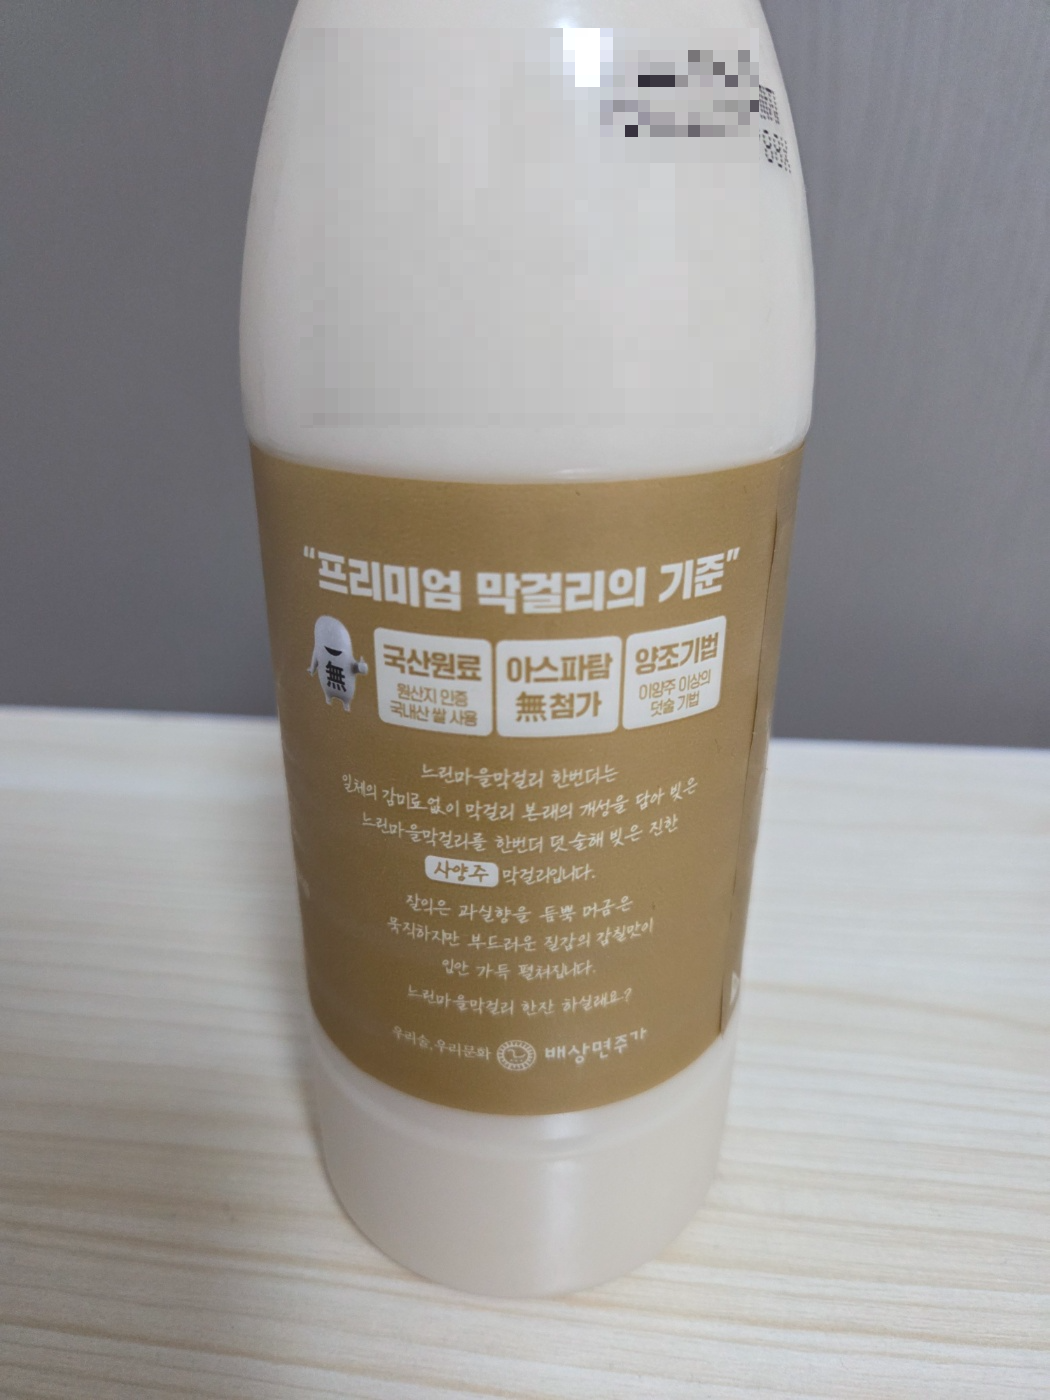 “프리미엄 막걸리의 기준”
無
국산원료
원산지 인증
국내산 쌀 사용
아스파탐
無첨가
양조기법
이양주 이상의
덧술 기법
느린마을막걸리 한번더는
일체의 감미료 없이 막걸리 본래의 개성을 담아 빚은
느린마을막걸리를 한번더 덧술해 빚은 진한
사양주 막걸리입니다.
잘익은 과실향을 듬뿍 머금은
묵직하지만 부드러운 질감의 감칠맛이
입안 가득 펼쳐집니다.
느린마을막걸리 한잔 하실래요?
우리술, 우리문화 배상면주가